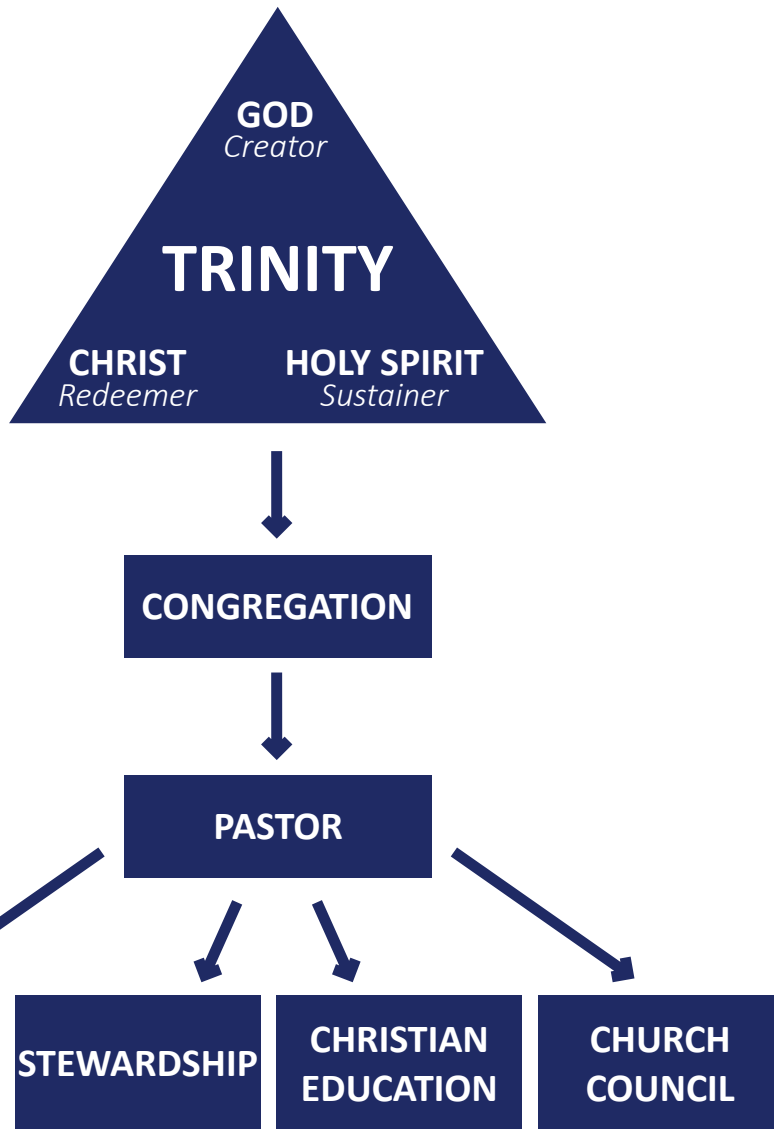 GOD
Creator
TRINITY
CHRIST
Redeemer
HOLY SPIRIT
Sustainer
CONGREGATION
PASTOR
STEWARDSHIP
CHRISTIAN
EDUCATION
CHURCH
COUNCIL